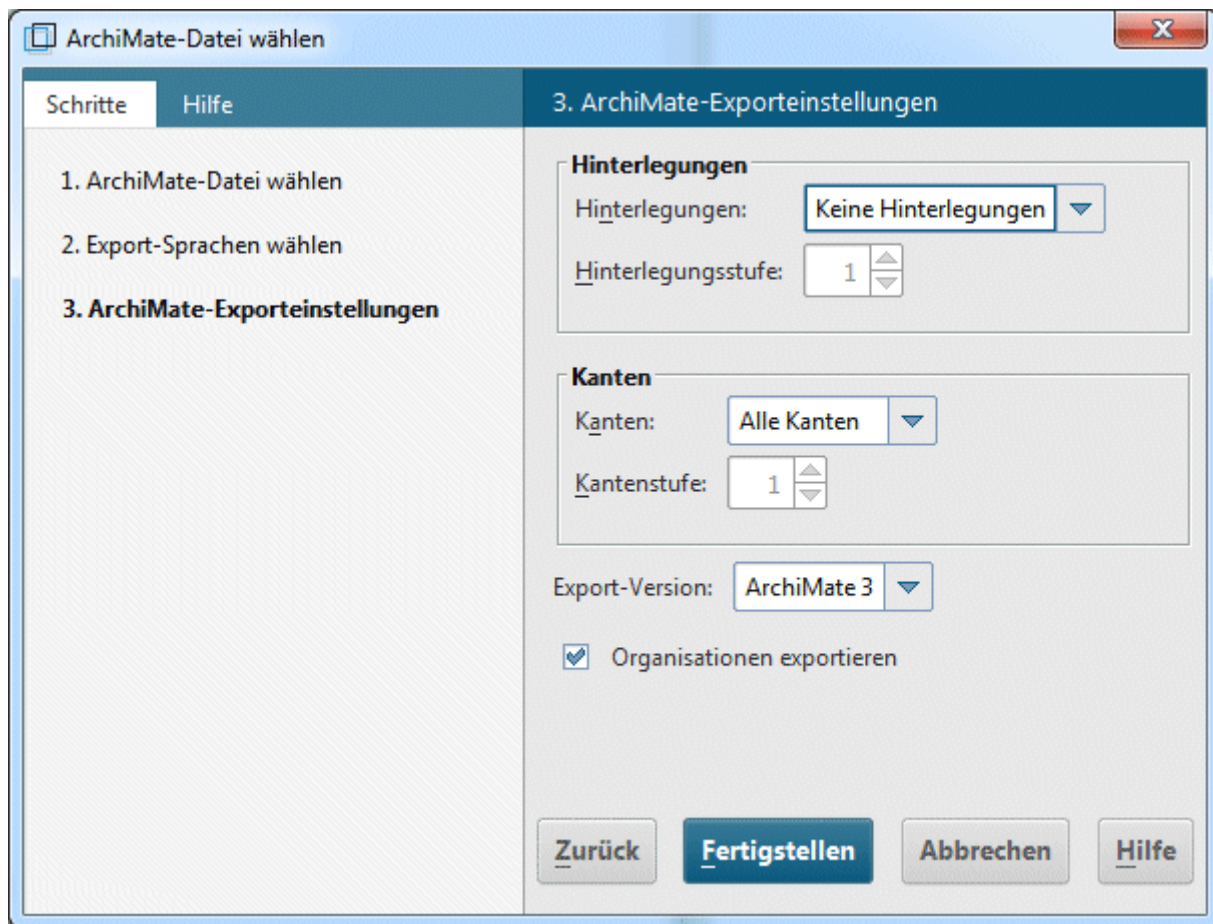 ArchiMate-Datei wählen
Schritte Hilfe
1. ArchiMate-Datei wählen
2. Export-Sprachen wählen
3. ArchiMate-Exporteinstellungen
3. ArchiMate-Exporteinstellungen
Hinterlegungen
Hinterlegungen: Keine Hinterlegungen
Hinterlegungsstufe: 1
Kanten
Kanten: Alle Kanten
Kantenstufe: 1
Export-Version: ArchiMate 3
Organisationen exportieren
Zurück Fertigstellen Abbrechen Hilfe